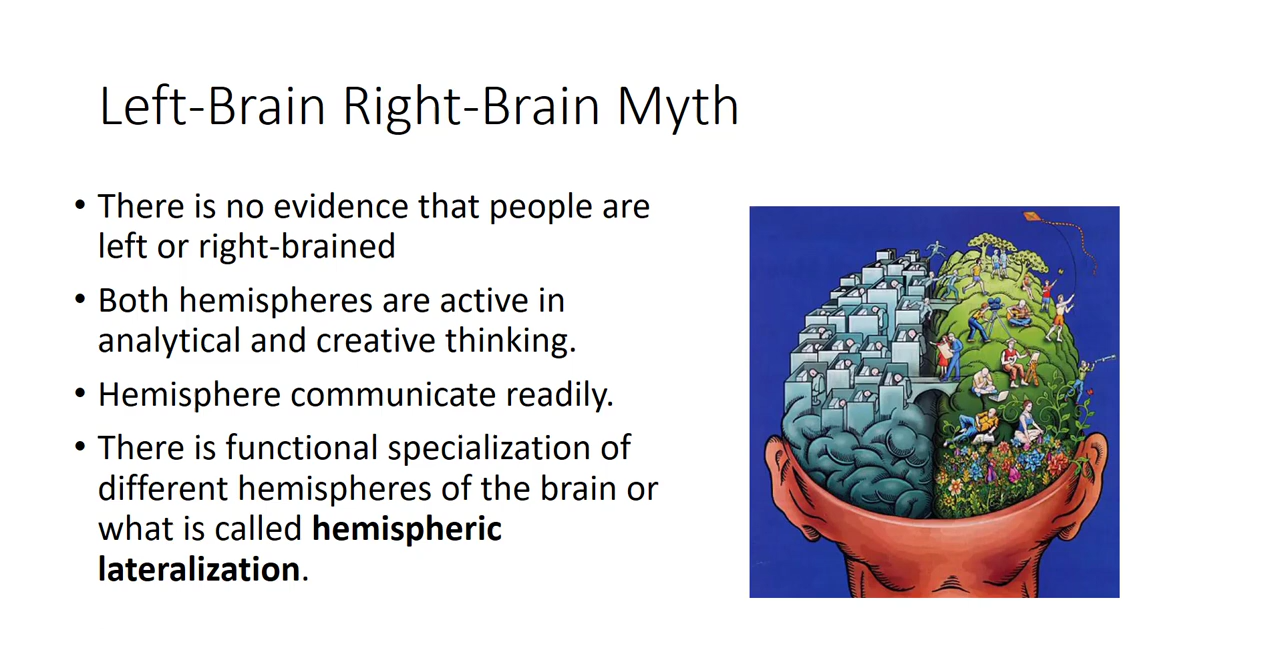 Left-Brain Right-Brain Myth
• There is no evidence that people are
left or right-brained
• Both hemispheres are active in
analytical and creative thinking.
• Hemisphere communicate readily.
• There is functional specialization of
different hemispheres of the brain or
what is called hemispheric
lateralization.